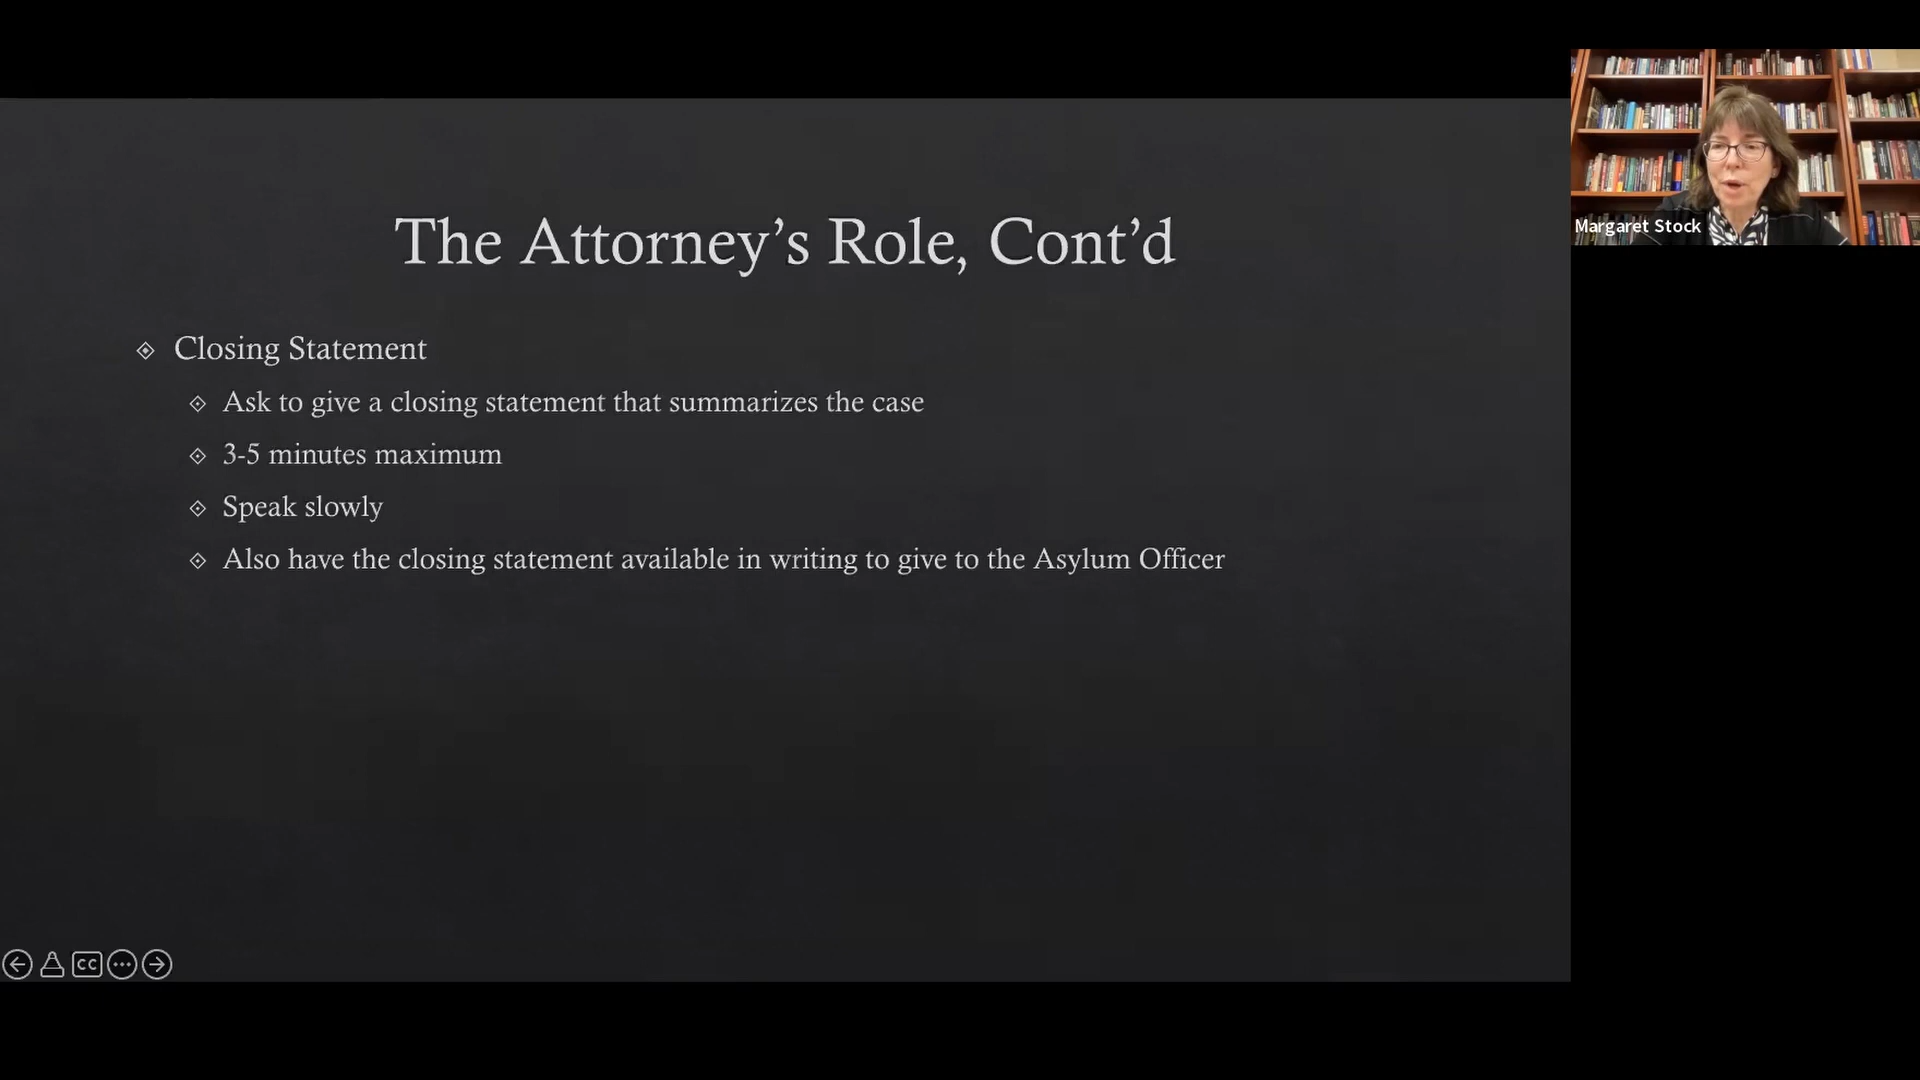 The Attorney’s Role, Cont’d
Closing Statement
Ask to give a closing statement that summarizes the case
3-5 minutes maximum
Speak slowly
Also have the closing statement available in writing to give to the Asylum Officer
Margaret Stock
CC